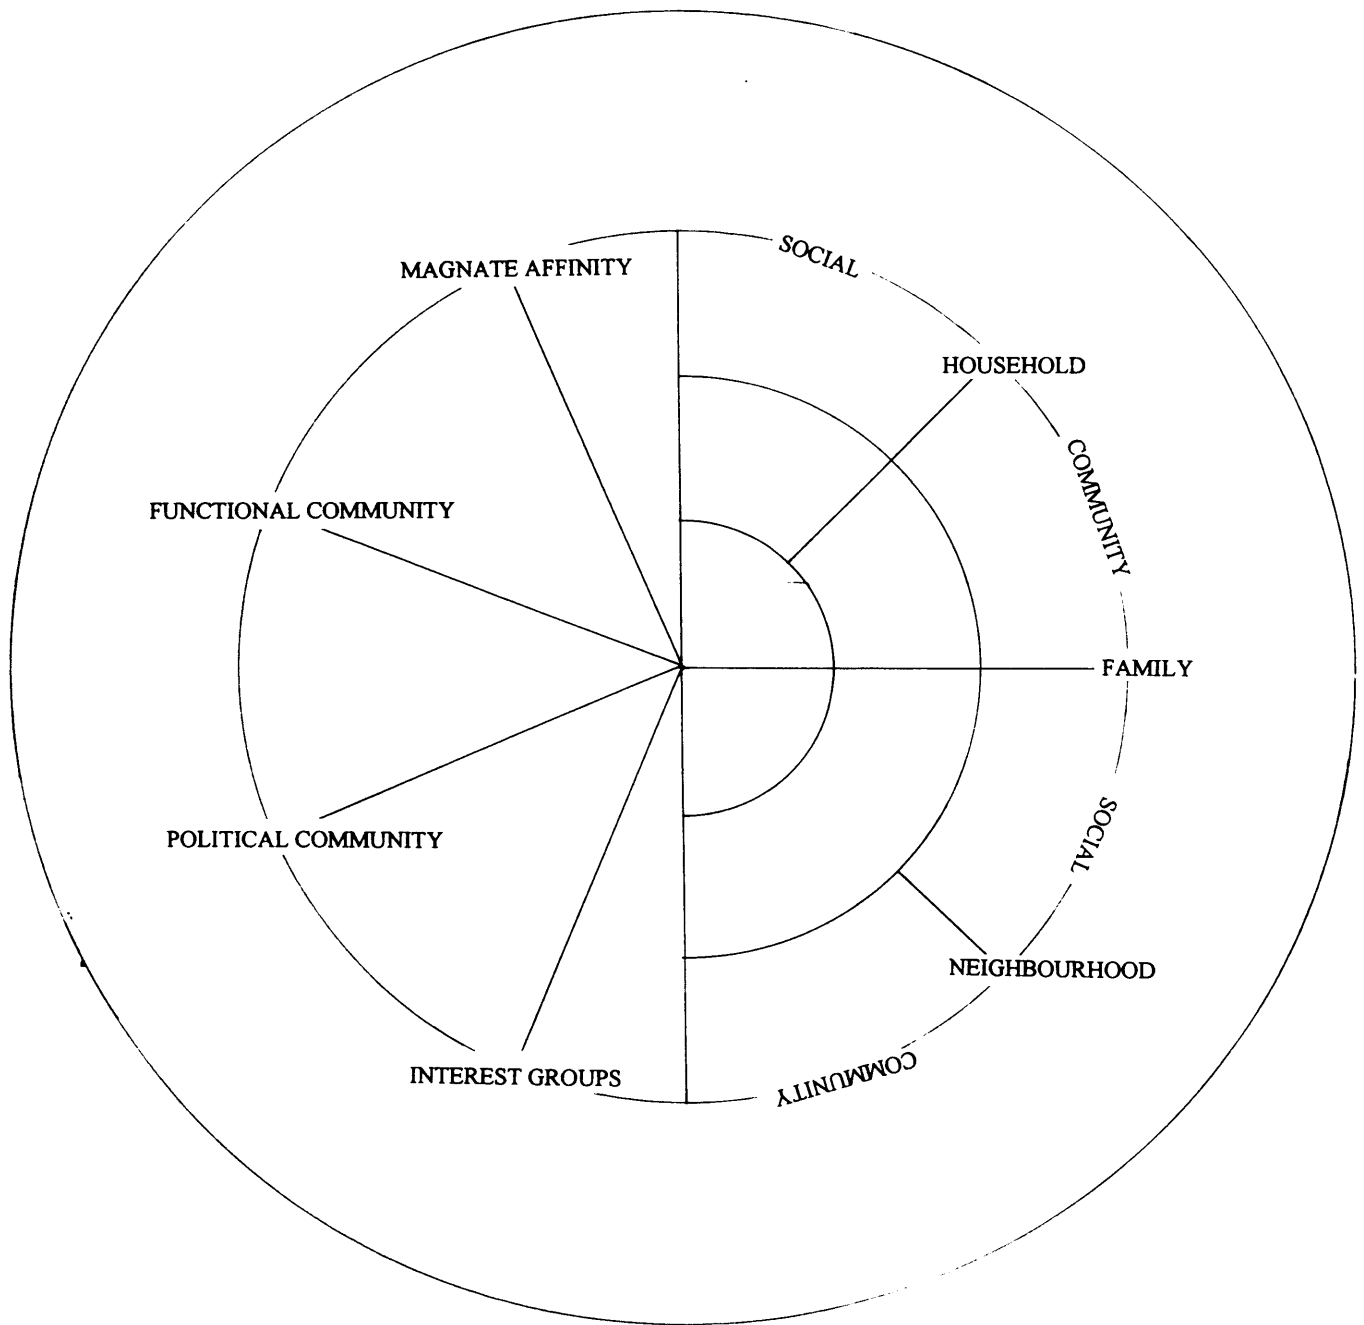 SOCIAL
MAGNATE AFFINITY
HOUSEHOLD
COMMUNITY
FUNCTIONAL COMMUNITY
FAMILY
SOCIAL
POLITICAL COMMUNITY
NEIGHBOURHOOD
COMMUNITY
INTEREST GROUPS